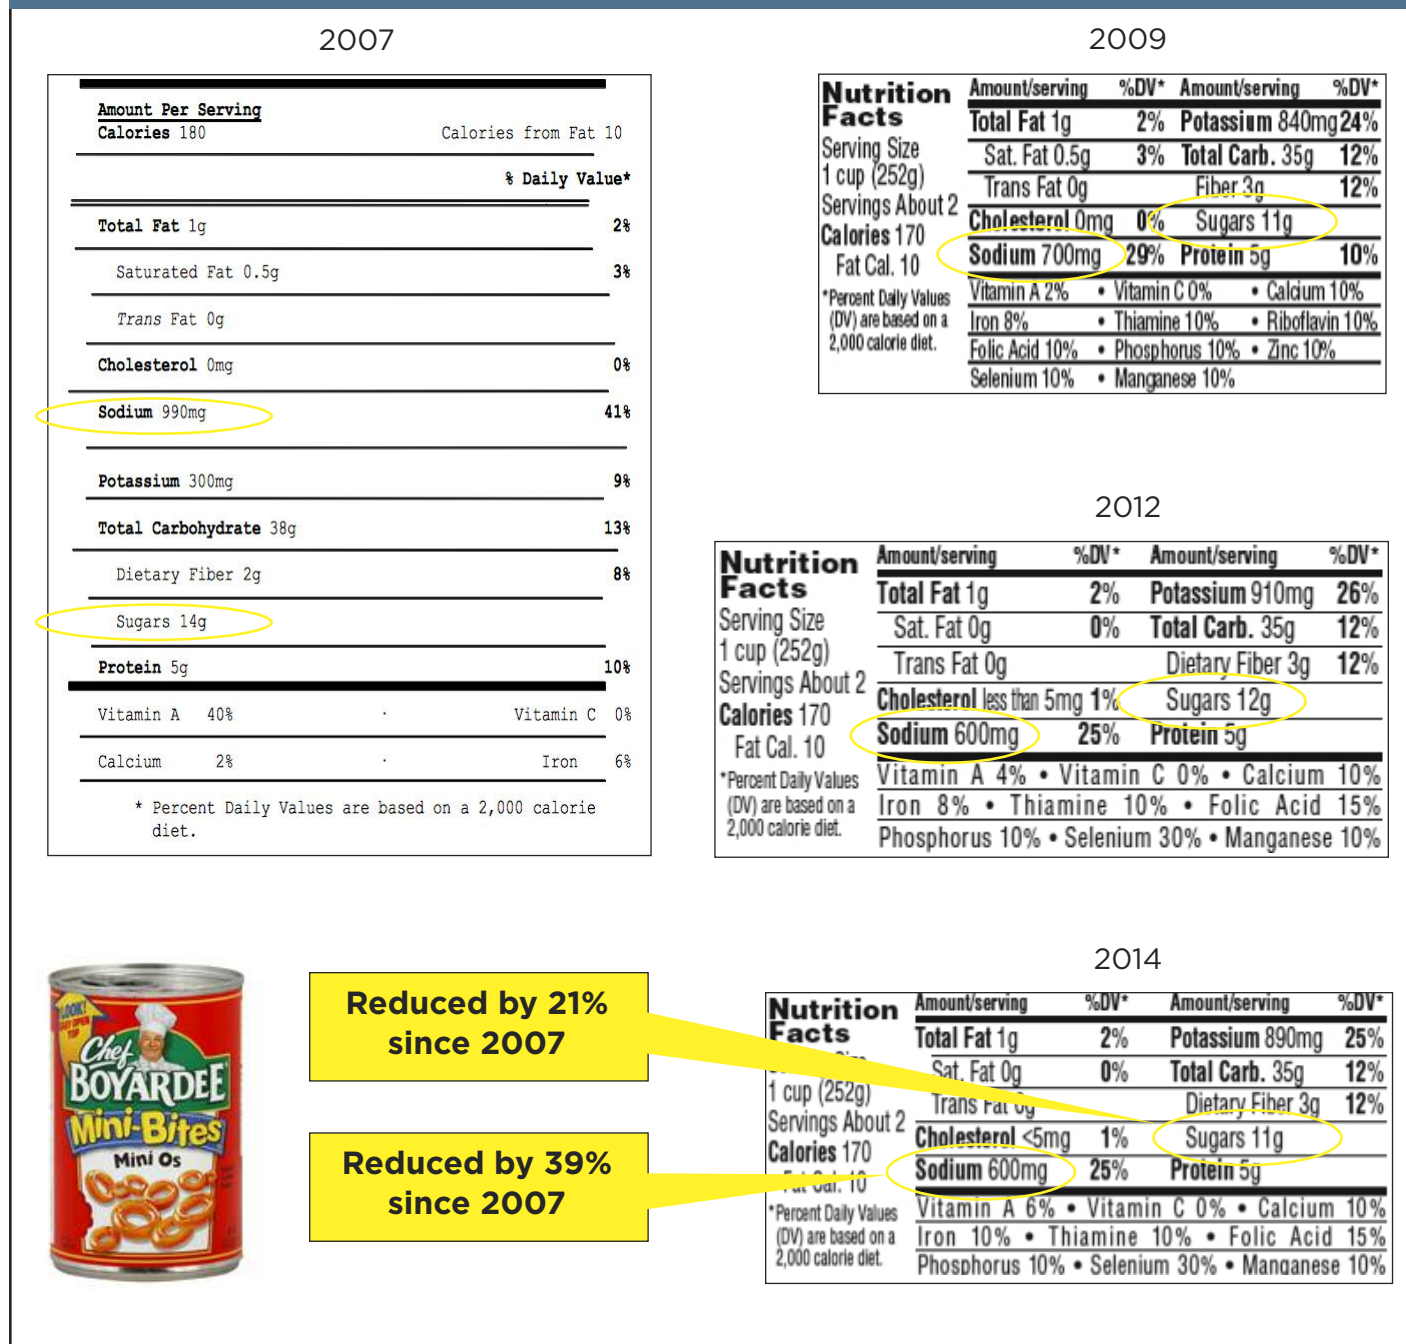 2007
Amount Per Serving
Calories 180 Calories from Fat 10
% Daily Value*
Total Fat 1g 2%
Saturated Fat 0.5g 3%
Trans Fat 0g
Cholesterol 0mg 0%
Sodium 990mg 41%
Potassium 300mg 9%
Total Carbohydrate 38g 13%
Dietary Fiber 2g 8%
Sugars 14g
Protein 5g 10%
Vitamin A 40% · Vitamin C 0%
Calcium 2% · Iron 6%
* Percent Daily Values are based on a 2,000 calorie
diet.
2009
Nutrition
Facts
Serving Size
1 cup (252g)
Servings About 2
Calories 170
Fat Cal. 10
*Percent Daily Values
(DV) are based on a
2,000 calorie diet.
Amount/serving %DV* Amount/serving %DV*
Total Fat 1g 2% Potassium 840mg 24%
Sat. Fat 0.5g 3% Total Carb. 35g 12%
Trans Fat 0g Fiber 3g 12%
Cholesterol 0mg 0% Sugars 11g
Sodium 700mg 29% Protein 5g 10%
Vitamin A 2% • Vitamin C 0% • Calcium 10%
Iron 8% • Thiamine 10% • Riboflavin 10%
Folic Acid 10% • Phosphorus 10% • Zinc 10%
Selenium 10% • Manganese 10%
2012
Nutrition
Facts
Serving Size
1 cup (252g)
Servings About 2
Calories 170
Fat Cal. 10
*Percent Daily Values
(DV) are based on a
2,000 calorie diet.
Amount/serving %DV* Amount/serving %DV*
Total Fat 1g 2% Potassium 910mg 26%
Sat. Fat 0g 0% Total Carb. 35g 12%
Trans Fat 0g Dietary Fiber 3g 12%
Cholesterol less than 5mg 1% Sugars 12g
Sodium 600mg 25% Protein 5g
Vitamin A 4% • Vitamin C 0% • Calcium 10%
Iron 8% • Thiamine 10% • Folic Acid 15%
Phosphorus 10% • Selenium 30% • Manganese 10%
LOOK!
EASY OPEN
TOP
Chef
BOYARDEE
Mini-Bites
Mini Os
Reduced by 21%
since 2007
Reduced by 39%
since 2007
2014
Nutrition
Facts
1 cup (252g)
Servings About 2
Calories 170
Fat Cal. 10
*Percent Daily Values
(DV) are based on a
2,000 calorie diet.
Amount/serving %DV* Amount/serving %DV*
Total Fat 1g 2% Potassium 890mg 25%
Sat. Fat 0g 0% Total Carb. 35g 12%
Trans Fat 0g Dietary Fiber 3g 12%
Cholesterol <5mg 1% Sugars 11g
Sodium 600mg 25% Protein 5g
Vitamin A 6% • Vitamin C 0% • Calcium 10%
Iron 10% • Thiamine 10% • Folic Acid 15%
Phosphorus 10% • Selenium 30% • Manganese 10%